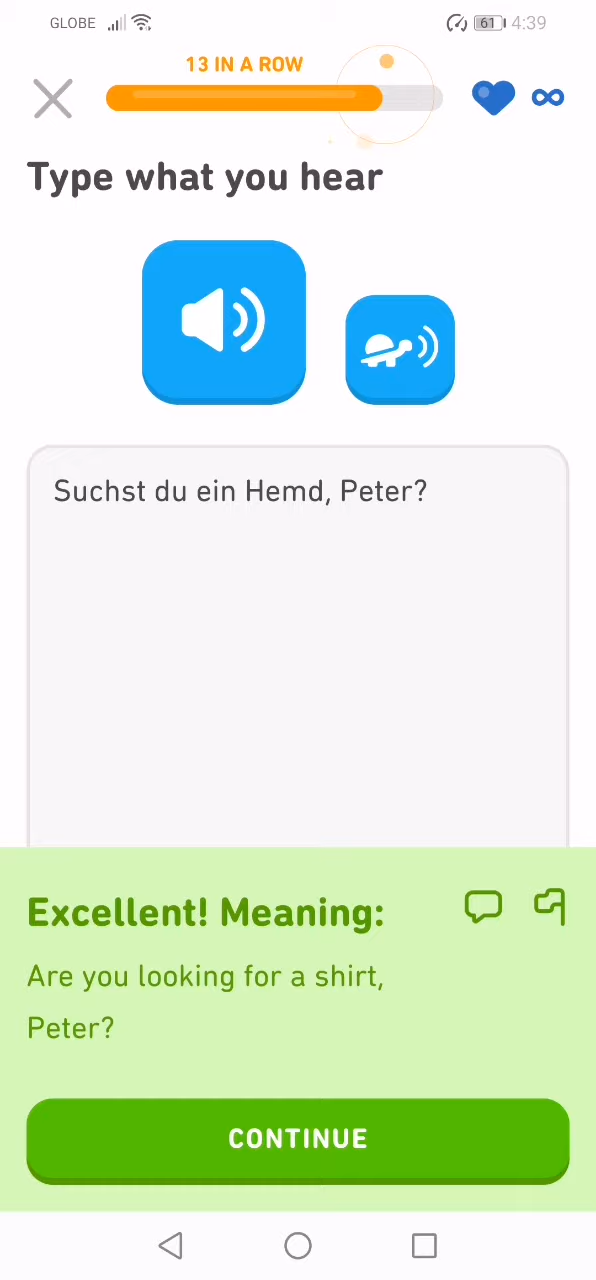 GLOBE 61 4:39
13 IN A ROW
Type what you hear
Suchst du ein Hemd, Peter?
Excellent! Meaning:
Are you looking for a shirt,
Peter?
CONTINUE